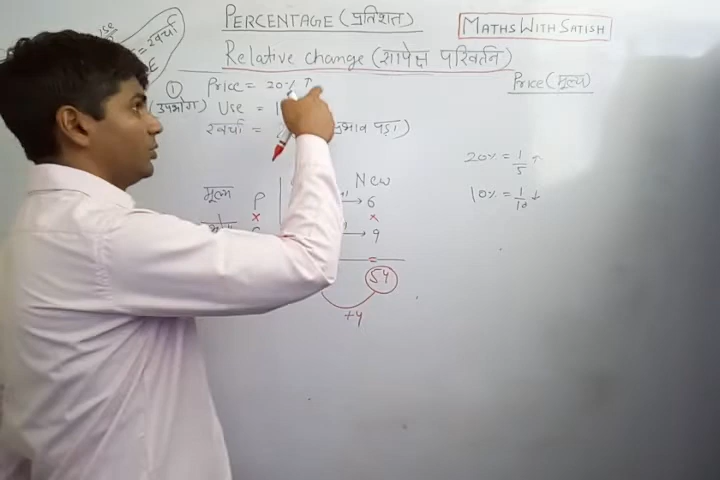 PERCENTAGE (प्रतिशत)
MATHS WITH SATISH
Relative change (शापेक्ष परिवर्तन)
Price (मूल्य)
= खर्चा
① Price = 20% ↑
(उपभोग) Use = 1
खर्चा = पड़ा)
20% = 1/5 ↑
10% = 1/10 ↓
New
मूल्य P → 6
× ×
→ 9
=
54
+4